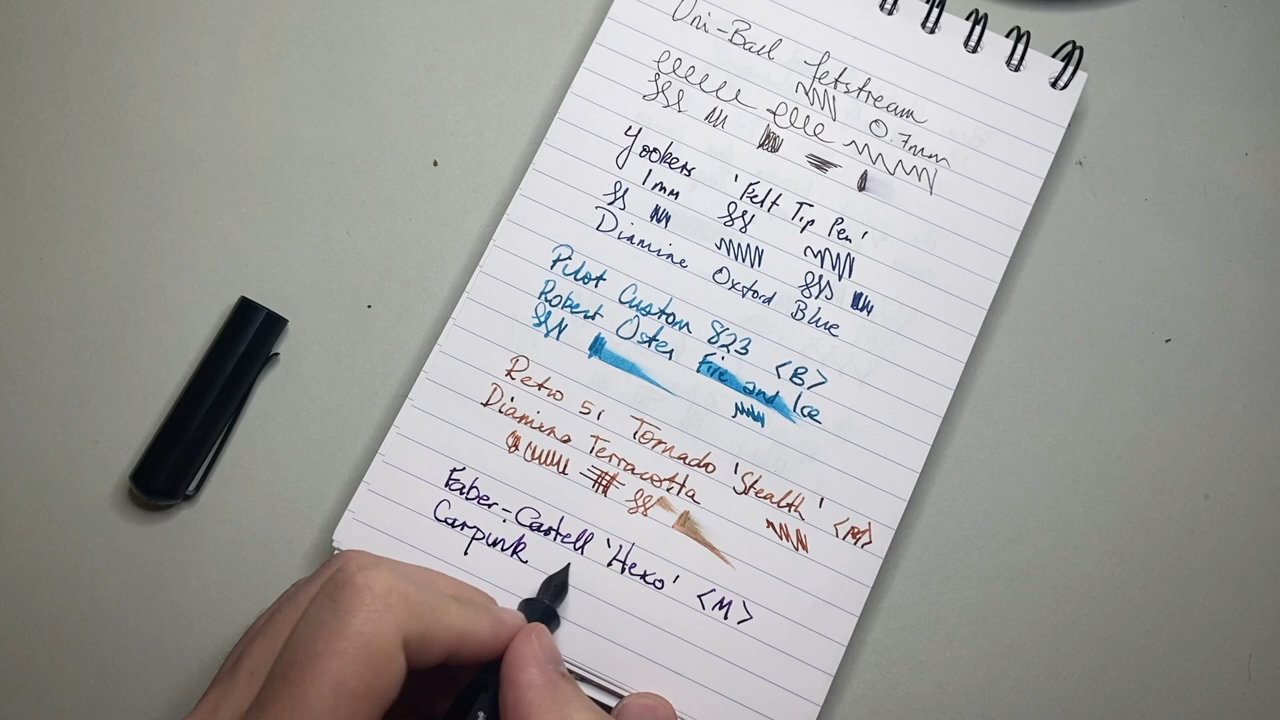 Uni-Ball Jetstream
0.7mm
Yookers 'Felt Tip Pen'
1mm
Diamine Oxford Blue
Pilot Custom 823 <B>
Robert Oster Fire and Ice
Retro 51 Tornado 'Stealth' <M>
Diamine Terracotta
Faber-Castell 'Hexo' <M>
Carpink